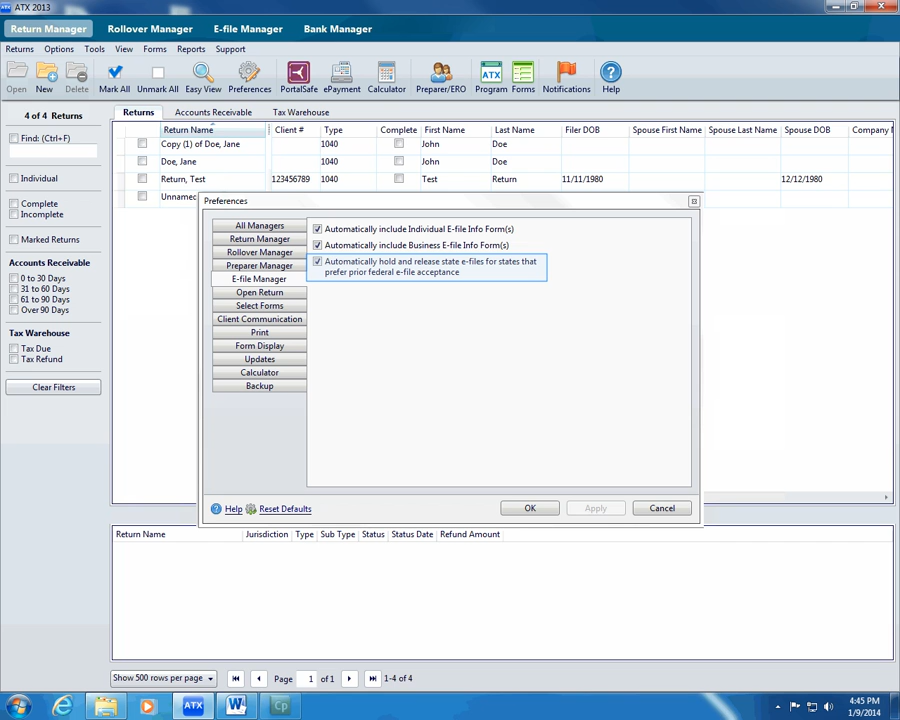 ATX 2013
Return Manager Rollover Manager E-file Manager Bank Manager
Returns Options Tools View Forms Reports Support
Open New Delete Mark All Unmark All Easy View Preferences PortalSafe ePayment Calculator Preparer/ERO Program Forms Notifications Help
ATX
4 of 4 Returns
Find: (Ctrl+F)
Individual
Complete
Incomplete
Marked Returns
Accounts Receivable
0 to 30 Days
31 to 60 Days
61 to 90 Days
Over 90 Days
Tax Warehouse
Tax Due
Tax Refund
Clear Filters
Returns Accounts Receivable Tax Warehouse
Return Name Client # Type Complete First Name Last Name Filer DOB Spouse First Name Spouse Last Name Spouse DOB Company
Copy (1) of Doe, Jane 1040 John Doe
Doe, Jane 1040 John Doe
Return, Test 123456789 1040 Test Return 11/11/1980 12/12/1980
Unname
Preferences
All Managers
Return Manager
Rollover Manager
Preparer Manager
E-file Manager
Open Return
Select Forms
Client Communication
Print
Form Display
Updates
Calculator
Backup
Automatically include Individual E-file Info Form(s)
Automatically include Business E-file Info Form(s)
Automatically hold and release state e-files for states that
prefer prior federal e-file acceptance
Help Reset Defaults OK Apply Cancel
Return Name Jurisdiction Type Sub Type Status Status Date Refund Amount
Show 500 rows per page Page 1 of 1 1-4 of 4
ATX W Cp
4:45 PM
1/9/2014